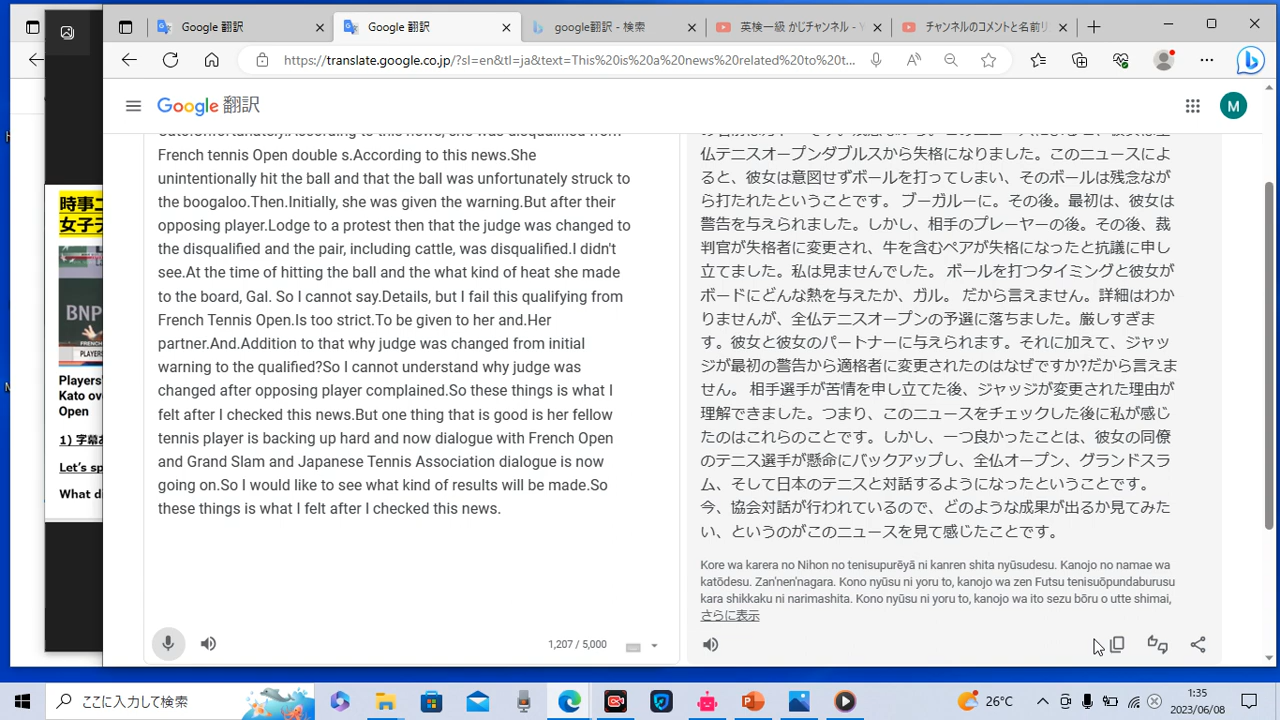 Google 翻訳
Google 翻訳
google翻訳 - 検索
英検一級 かじチャンネル - Y
チャンネルのコメントと名前リ
https://translate.google.co.jp/?sl=en&tl=ja&text=This%20is%20a%20news%20related%20to%20t...
Google 翻訳
M
French tennis Open double s.According to this news.She
unintentionally hit the ball and that the ball was unfortunately struck to
the boogaloo.Then.Initially, she was given the warning.But after their
opposing player.Lodge to a protest then that the judge was changed to
the disqualified and the pair, including cattle, was disqualified.I didn't
see.At the time of hitting the ball and the what kind of heat she made
to the board, Gal. So I cannot say.Details, but I fail this qualifying from
French Tennis Open.Is too strict.To be given to her and.Her
partner.And.Addition to that why judge was changed from initial
warning to the qualified?So I cannot understand why judge was
changed after opposing player complained.So these things is what I
felt after I checked this news.But one thing that is good is her fellow
tennis player is backing up hard and now dialogue with French Open
and Grand Slam and Japanese Tennis Association dialogue is now
going on.So I would like to see what kind of results will be made.So
these things is what I felt after I checked this news.
1,207 / 5,000
仏テニスオープンダブルスから失格になりました。このニュースによ
ると、彼女は意図せずボールを打ってしまい、そのボールは残念なが
ら打たれたということです。 ブーガルーに。その後。最初は、彼女は
警告を与えられました。しかし、相手のプレーヤーの後。その後、裁
判官が失格者に変更され、牛を含むペアが失格になったと抗議に申し
立てました。私は見ませんでした。 ボールを打つタイミングと彼女が
ボードにどんな熱を与えたか、ガル。 だから言えません。詳細はわか
りませんが、全仏テニスオープンの予選に落ちました。厳しすぎま
す。彼女と彼女のパートナーに与えられます。それに加えて、ジャッ
ジが最初の警告から適格者に変更されたのはなぜですか?だから言えま
せん。 相手選手が苦情を申し立てた後、ジャッジが変更された理由が
理解できました。つまり、このニュースをチェックした後に私が感じ
たのはこれらのことです。しかし、一つ良かったことは、彼女の同僚
のテニス選手が懸命にバックアップし、全仏オープン、グランドスラ
ム、そして日本のテニスと対話するようになったということです。
今、協会対話が行われているので、どのような成果が出るか見てみた
い、というのがこのニュースを見て感じたことです。
Kore wa karera no Nihon no tenisupurēyā ni kanren shita nyūsudesu. Kanojo no namae wa
katōdesu. Zan'nen'nagara. Kono nyūsu ni yoru to, kanojo wa zen Futsu tenisuōpundaburusu
kara shikkaku ni narimashita. Kono nyūsu ni yoru to, kanojo wa ito sezu bōru o utte shimai,
さらに表示
時事ニ
女子テ
BNP
FRENCH
PLAYERS
Players'
Kato ov
Open
1) 字幕あ
Let's sp
What d
ここに入力して検索
26°C
1:35
2023/06/08